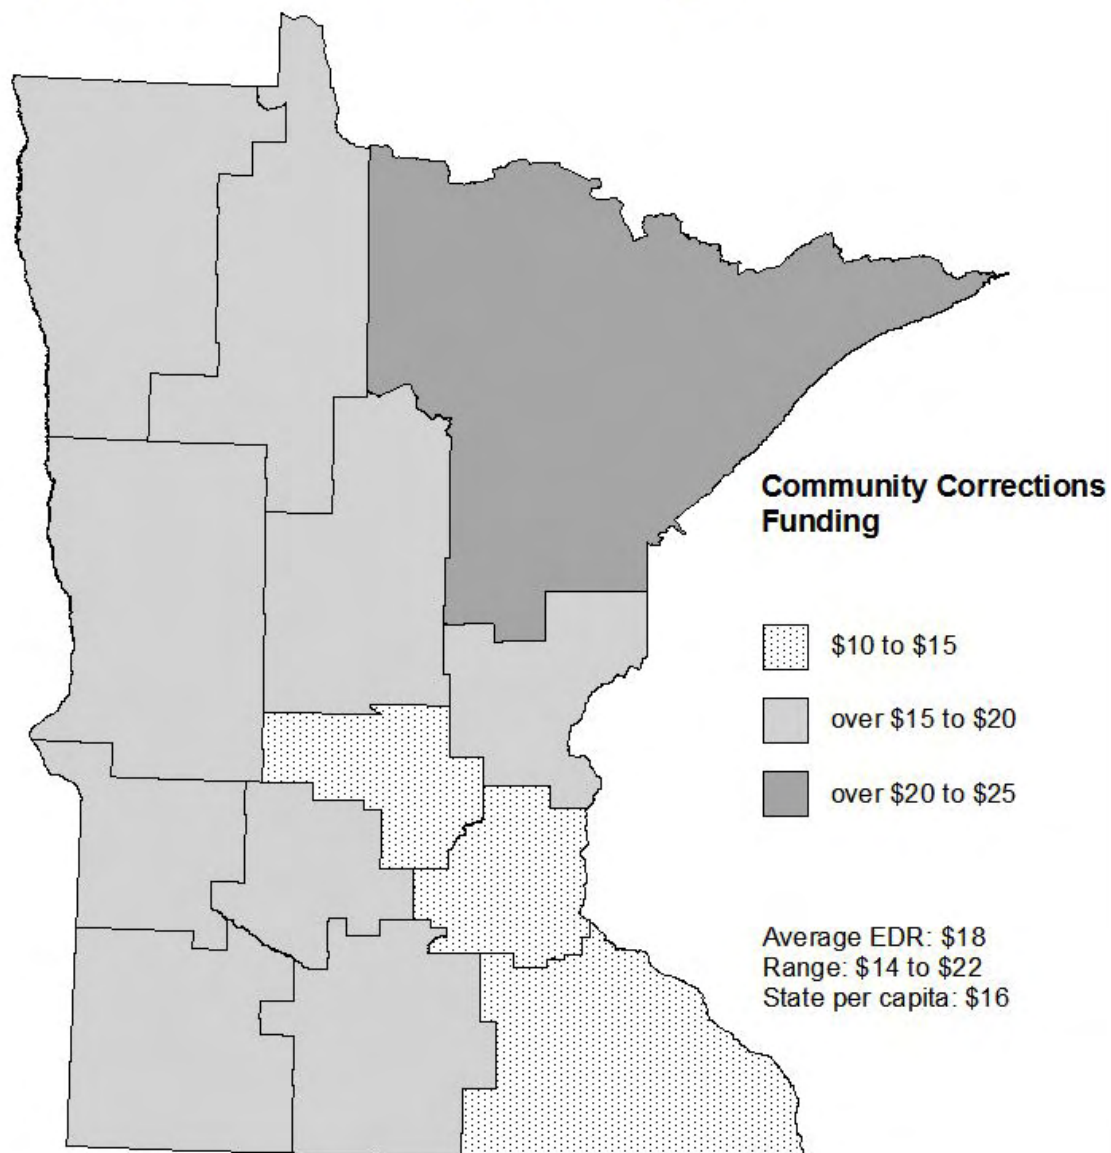 Community Corrections
Funding
$10 to $15
over $15 to $20
over $20 to $25
Average EDR: $18
Range: $14 to $22
State per capita: $16